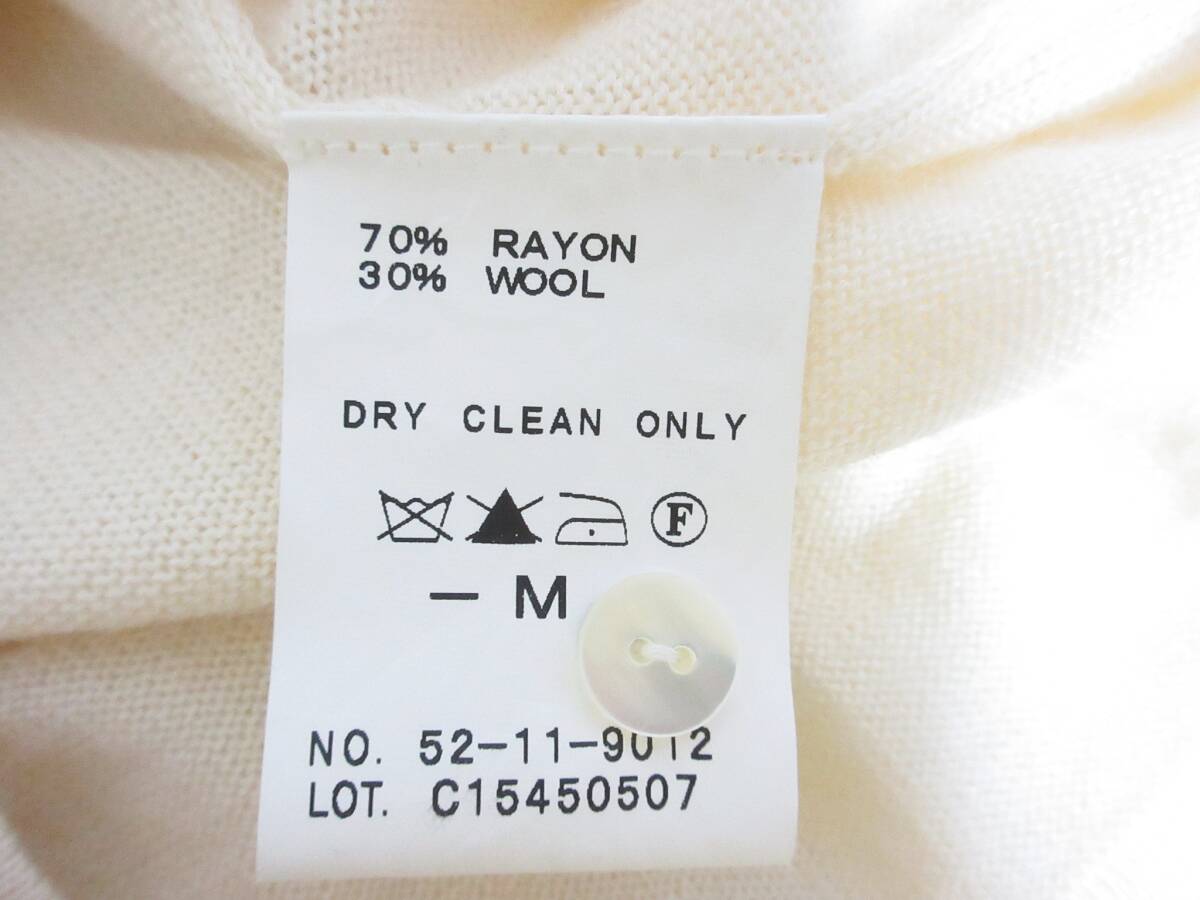 70% RAYON
30% WOOL
DRY CLEAN ONLY
F
— M
NO. 52-11-9012
LOT. C15450507